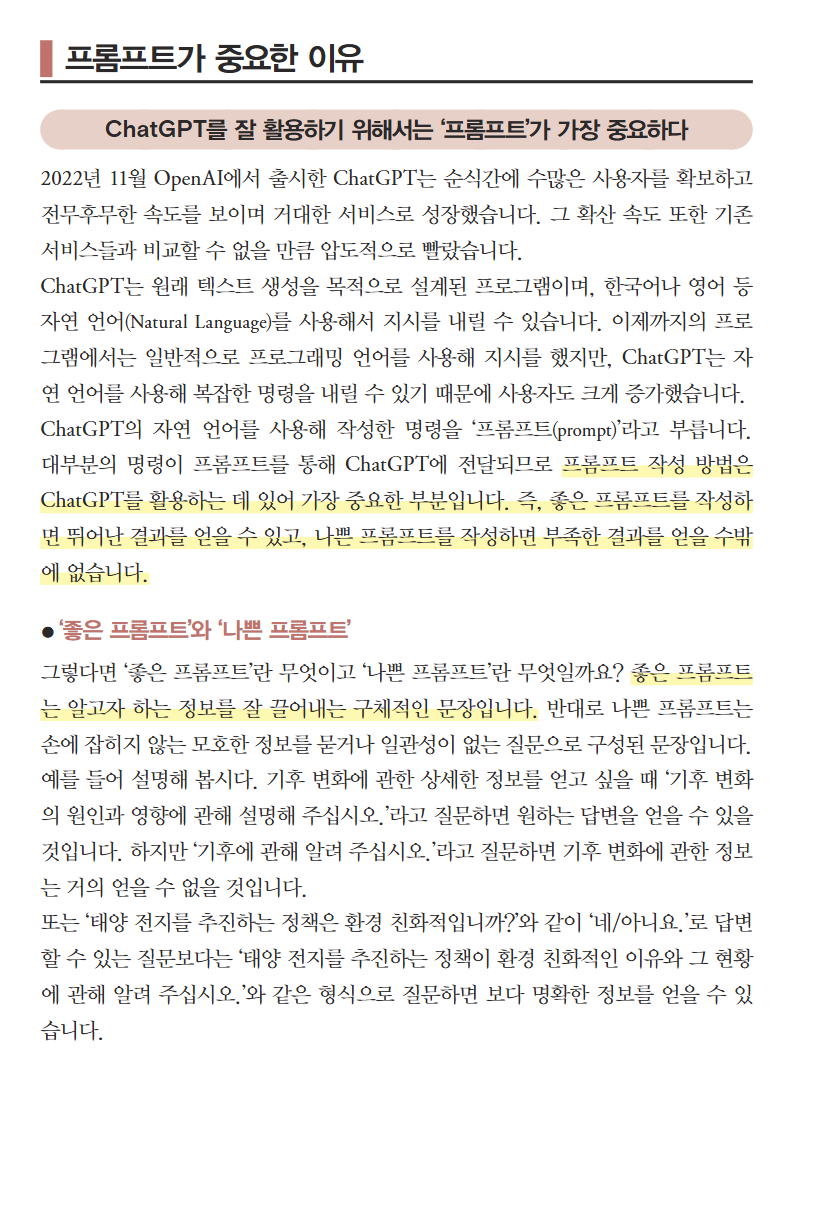 프롬프트가 중요한 이유
ChatGPT를 잘 활용하기 위해서는 ‘프롬프트’가 가장 중요하다
2022년 11월 OpenAI에서 출시한 ChatGPT는 순식간에 수많은 사용자를 확보하고
전무후무한 속도를 보이며 거대한 서비스로 성장했습니다. 그 확산 속도 또한 기존
서비스들과 비교할 수 없을 만큼 압도적으로 빨랐습니다.
ChatGPT는 원래 텍스트 생성을 목적으로 설계된 프로그램이며, 한국어나 영어 등
자연 언어(Natural Language)를 사용해서 지시를 내릴 수 있습니다. 이제까지의 프로
그램에서는 일반적으로 프로그래밍 언어를 사용해 지시를 했지만, ChatGPT는 자
연 언어를 사용해 복잡한 명령을 내릴 수 있기 때문에 사용자도 크게 증가했습니다.
ChatGPT의 자연 언어를 사용해 작성한 명령을 ‘프롬프트(prompt)’라고 부릅니다.
대부분의 명령이 프롬프트를 통해 ChatGPT에 전달되므로 프롬프트 작성 방법은
ChatGPT를 활용하는 데 있어 가장 중요한 부분입니다. 즉, 좋은 프롬프트를 작성하
면 뛰어난 결과를 얻을 수 있고, 나쁜 프롬프트를 작성하면 부족한 결과를 얻을 수밖
에 없습니다.
● ‘좋은 프롬프트’와 ‘나쁜 프롬프트’
그렇다면 ‘좋은 프롬프트’란 무엇이고 ‘나쁜 프롬프트’란 무엇일까요? 좋은 프롬프트
는 알고자 하는 정보를 잘 끌어내는 구체적인 문장입니다. 반대로 나쁜 프롬프트는
손에 잡히지 않는 모호한 정보를 묻거나 일관성이 없는 질문으로 구성된 문장입니다.
예를 들어 설명해 봅시다. 기후 변화에 관한 상세한 정보를 얻고 싶을 때 ‘기후 변화
의 원인과 영향에 관해 설명해 주십시오.’라고 질문하면 원하는 답변을 얻을 수 있을
것입니다. 하지만 ‘기후에 관해 알려 주십시오.’라고 질문하면 기후 변화에 관한 정보
는 거의 얻을 수 없을 것입니다.
또는 ‘태양 전지를 추진하는 정책은 환경 친화적입니까?’와 같이 ‘네/아니요.’로 답변
할 수 있는 질문보다는 ‘태양 전지를 추진하는 정책이 환경 친화적인 이유와 그 현황
에 관해 알려 주십시오.’와 같은 형식으로 질문하면 보다 명확한 정보를 얻을 수 있
습니다.